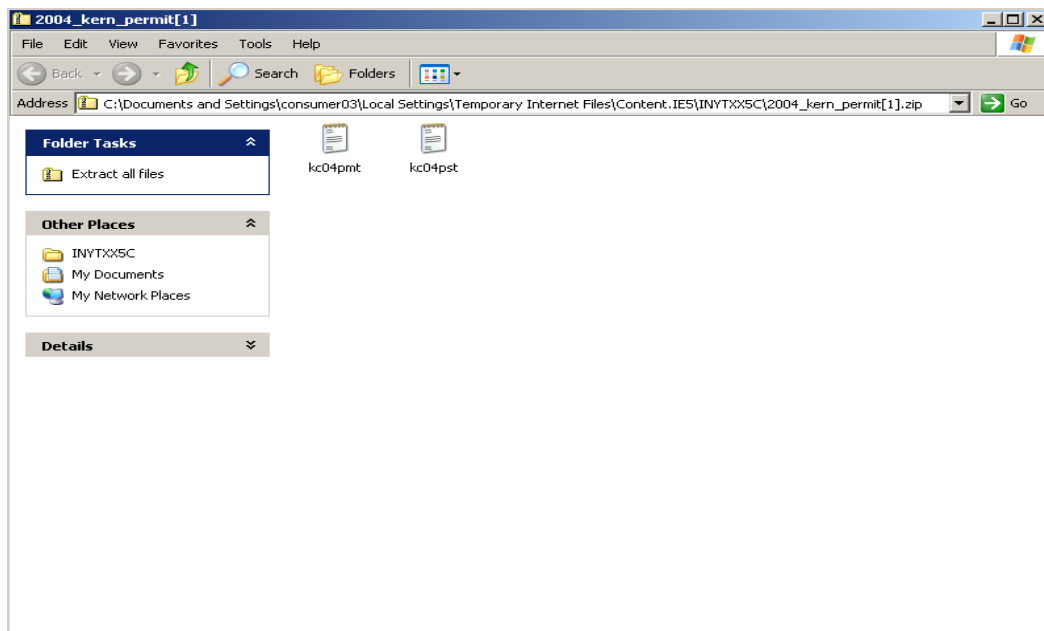 2004_kern_permit[1]
File Edit View Favorites Tools Help
Back Search Folders
Address C:\Documents and Settings\consumer03\Local Settings\Temporary Internet Files\Content.IE5\INYTXX5C\2004_kern_permit[1].zip Go
Folder Tasks
Extract all files
kc04pmt kc04pst
Other Places
INYTXX5C
My Documents
My Network Places
Details